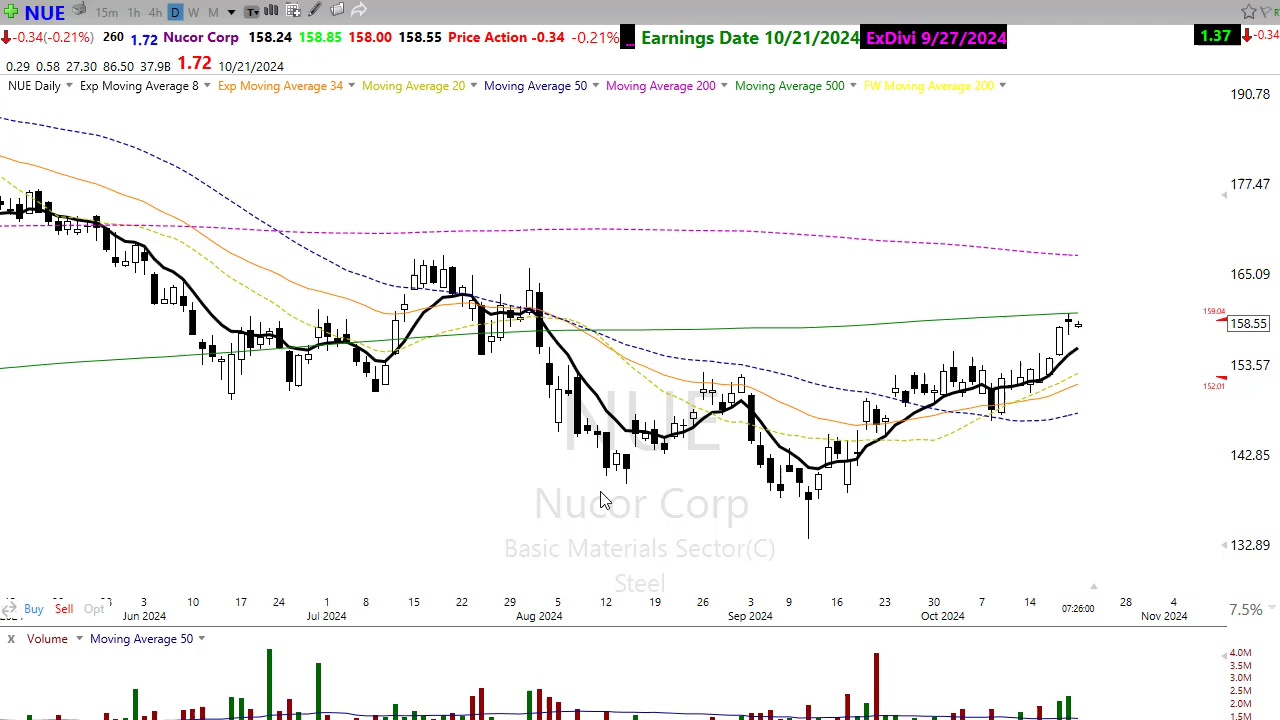 NUE 15m 1h 4h D W M T
-0.34(-0.21%) 260 1.72 Nucor Corp 158.24 158.85 158.00 158.55 Price Action -0.34 -0.21% Earnings Date 10/21/2024 ExDivi 9/27/2024 1.37 -0.34
0.29 0.58 27.30 86.50 37.9B 1.72 10/21/2024
NUE Daily Exp Moving Average 8 Exp Moving Average 34 Moving Average 20 Moving Average 50 Moving Average 200 Moving Average 500 FW Moving Average 200
190.78
177.47
165.09
159.04
158.55
153.57
152.01
142.85
132.89
NUE
Nucor Corp
Basic Materials Sector(C)
Steel
3 10 17 24 1 8 15 22 29 5 12 19 26 3 9 16 23 30 7 14 28 4
Buy Sell Opt 07:26:00 7.5%
Jun 2024 Jul 2024 Aug 2024 Sep 2024 Oct 2024 Nov 2024
X Volume Moving Average 50
4.0M
3.5M
3.0M
2.5M
2.0M
1.5M